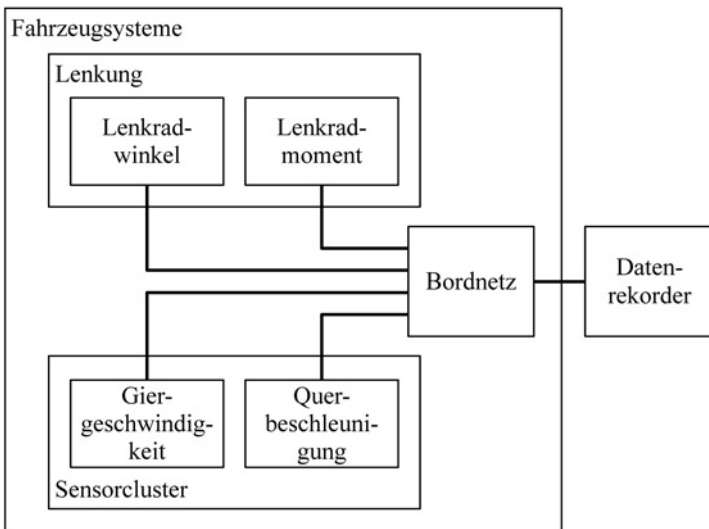 Fahrzeugsysteme
Lenkung
Lenkrad-
winkel
Lenkrad-
moment
Bordnetz
Daten-
rekorder
Gier-
geschwindig-
keit
Quer-
beschleuni-
gung
Sensorcluster